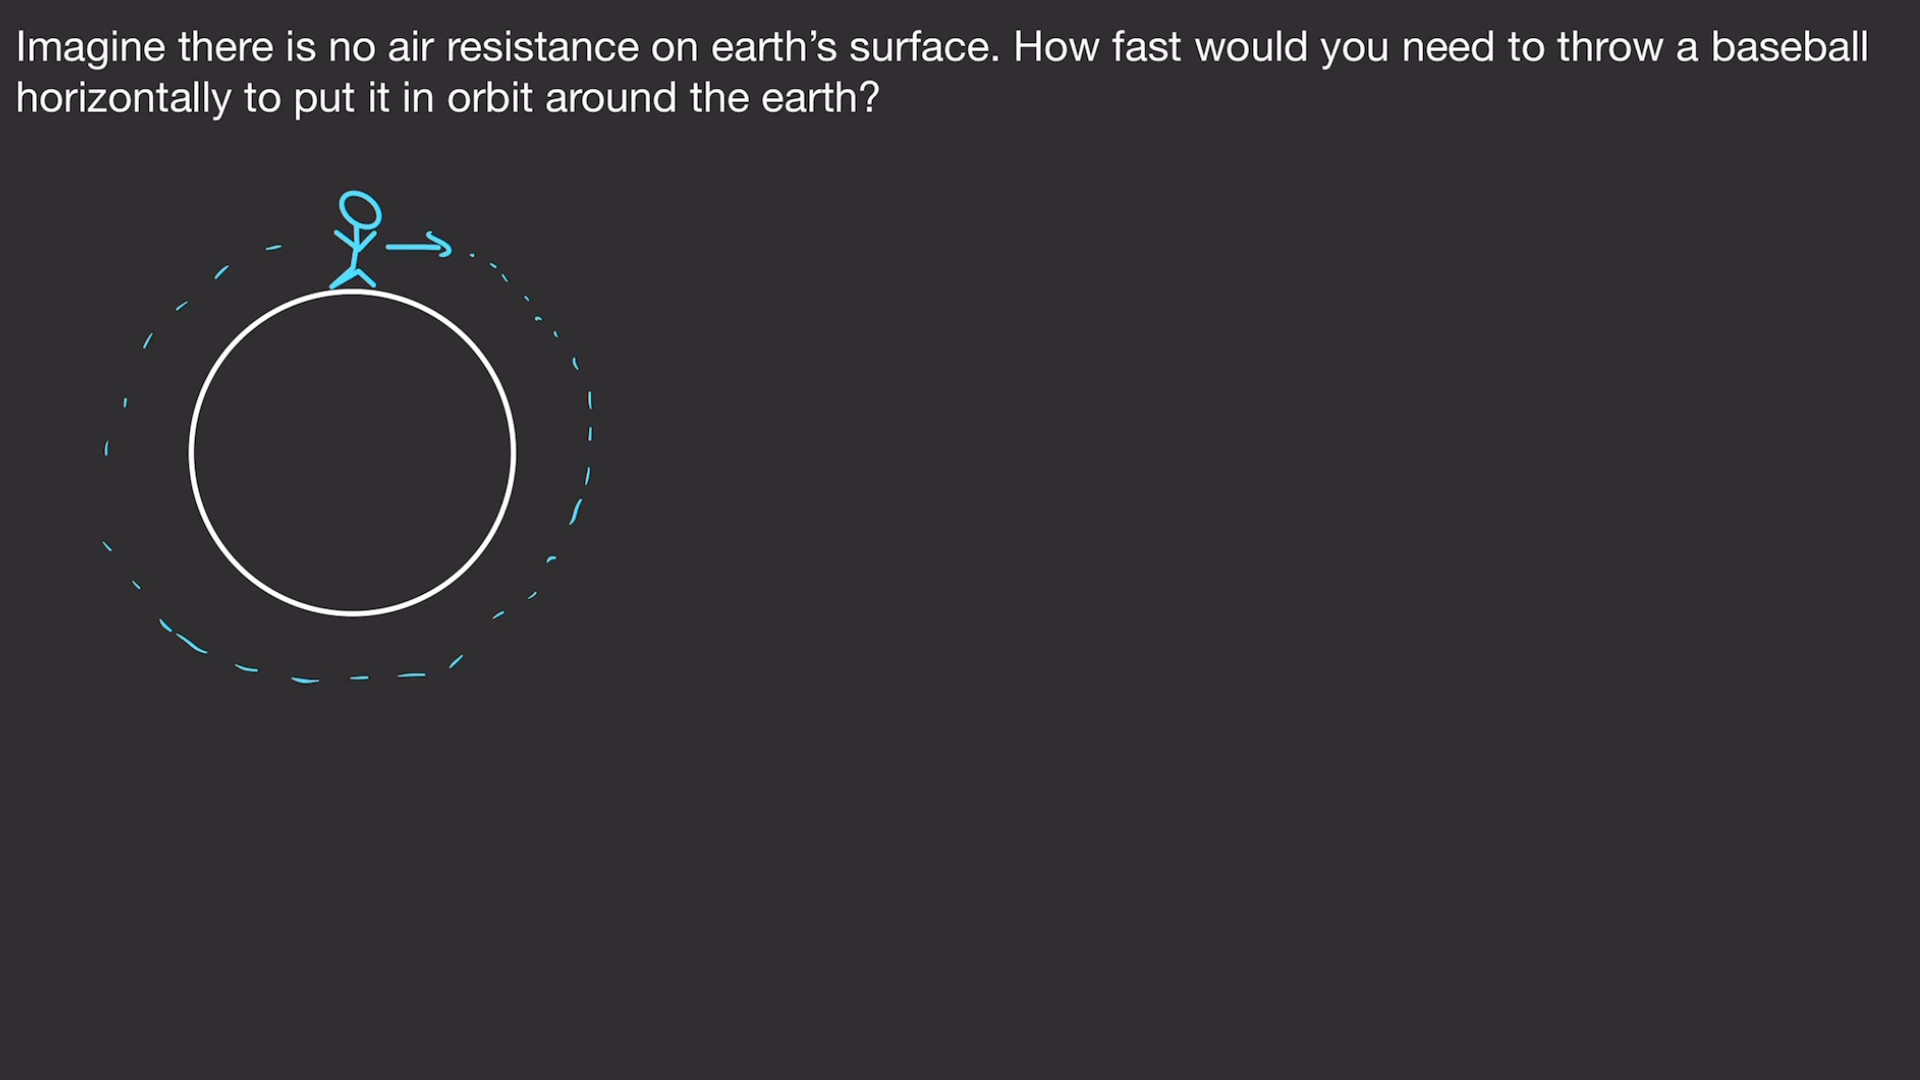 Imagine there is no air resistance on earth’s surface. How fast would you need to throw a baseball
horizontally to put it in orbit around the earth?